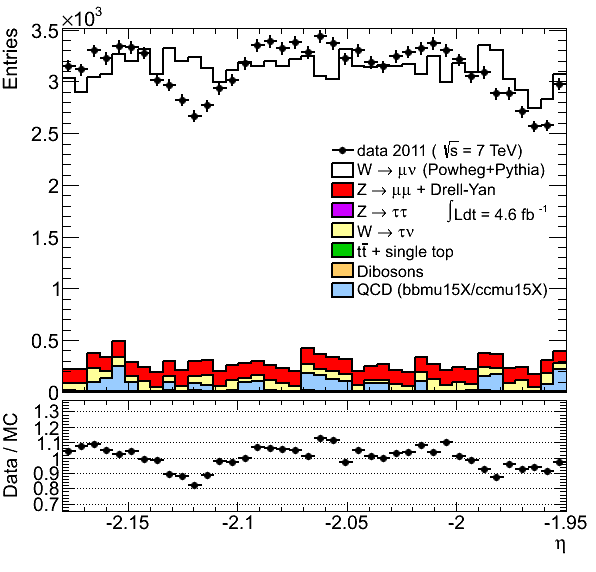 ×10³
3.5
Entries
3
2.5
2
1.5
1
0.5
0
data 2011 ( √s = 7 TeV)
W → μν (Powheg+Pythia)
Z → μμ + Drell-Yan
Z → ττ ∫Ldt = 4.6 fb⁻¹
W → τν
tt̄ + single top
Dibosons
QCD (bbmu15X/ccmu15X)
Data / MC
1.3
1.2
1.1
1
0.9
0.8
0.7
-2.15 -2.1 -2.05 -2 -1.95
η